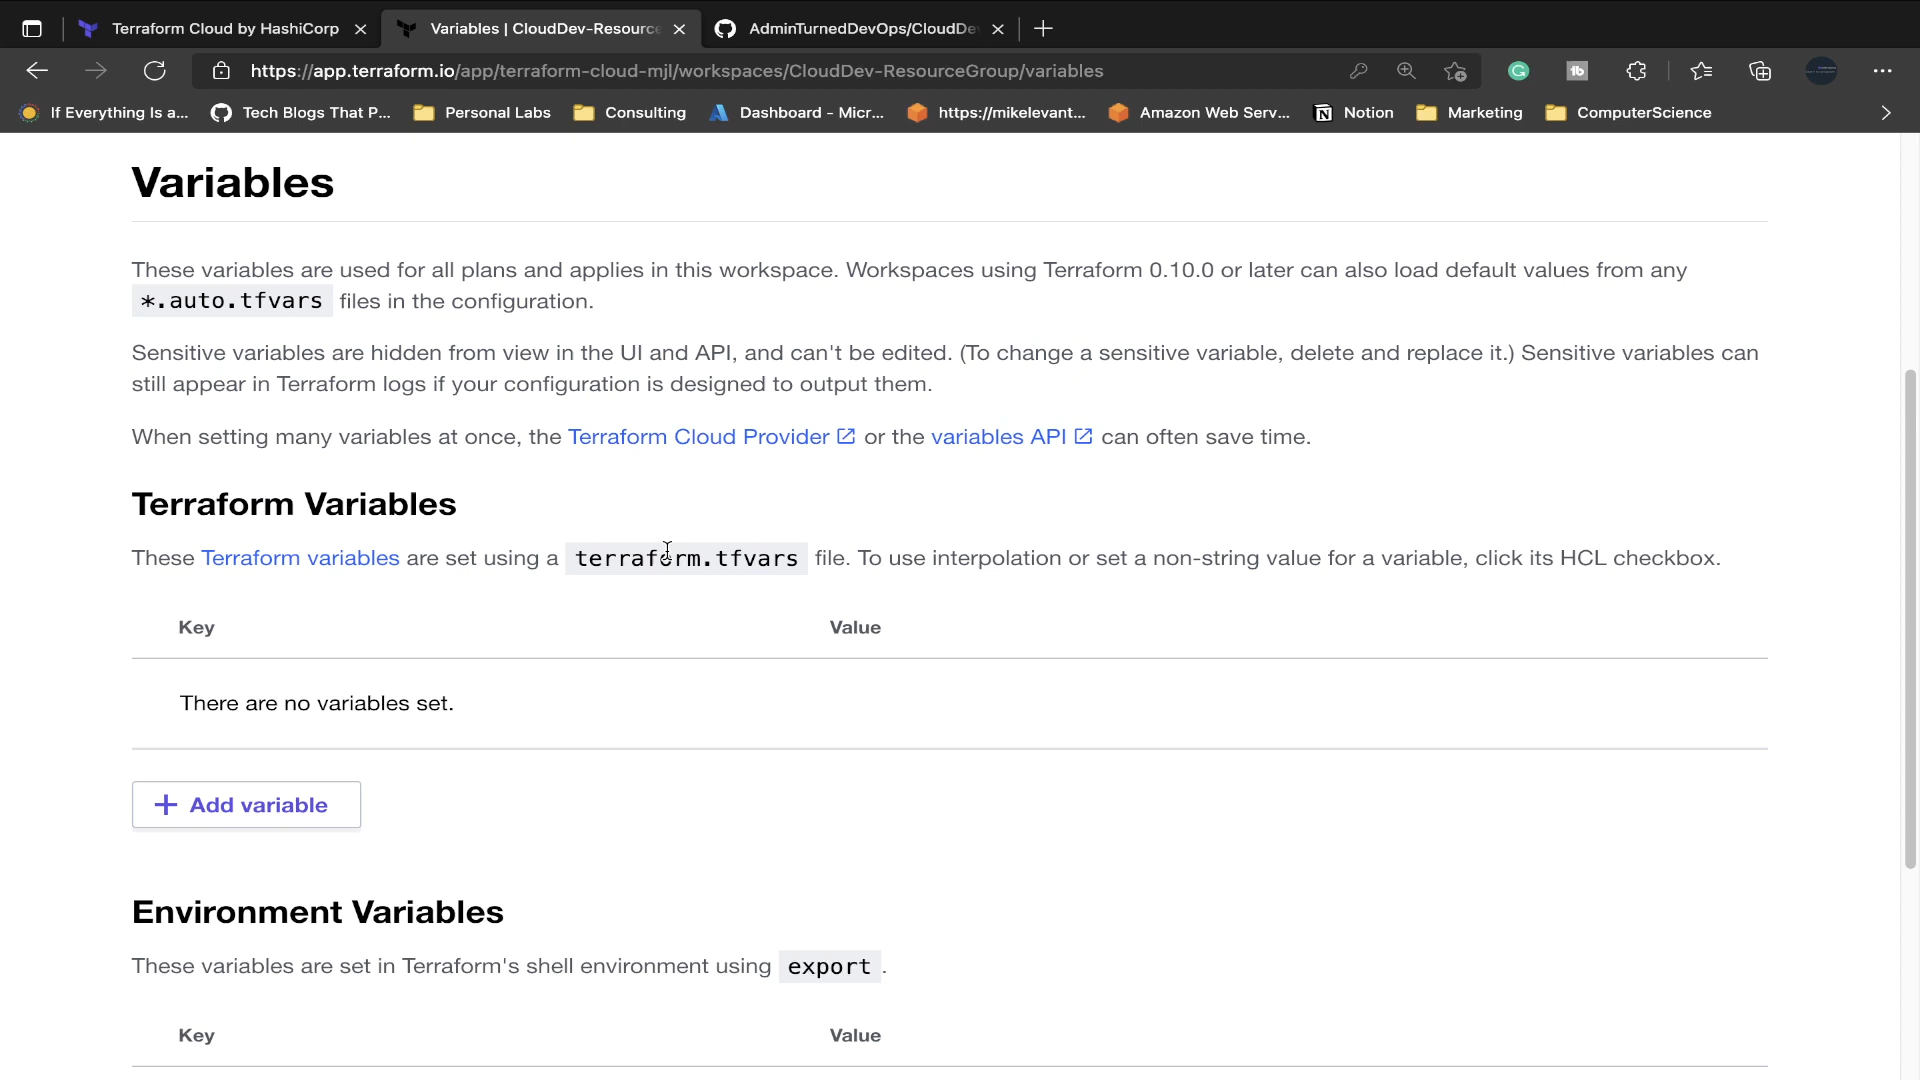 Terraform Cloud by HashiCorp
Variables | CloudDev-Resource
AdminTurnedDevOps/CloudDe
https://app.terraform.io/app/terraform-cloud-mjl/workspaces/CloudDev-ResourceGroup/variables
If Everything Is a...
Tech Blogs That P...
Personal Labs
Consulting
Dashboard - Micr...
https://mikelevant...
Amazon Web Serv...
Notion
Marketing
ComputerScience
Variables
These variables are used for all plans and applies in this workspace. Workspaces using Terraform 0.10.0 or later can also load default values from any
*.auto.tfvars files in the configuration.
Sensitive variables are hidden from view in the UI and API, and can't be edited. (To change a sensitive variable, delete and replace it.) Sensitive variables can
still appear in Terraform logs if your configuration is designed to output them.
When setting many variables at once, the Terraform Cloud Provider or the variables API can often save time.
Terraform Variables
These Terraform variables are set using a terraform.tfvars file. To use interpolation or set a non-string value for a variable, click its HCL checkbox.
Key Value
There are no variables set.
+ Add variable
Environment Variables
These variables are set in Terraform's shell environment using export .
Key Value